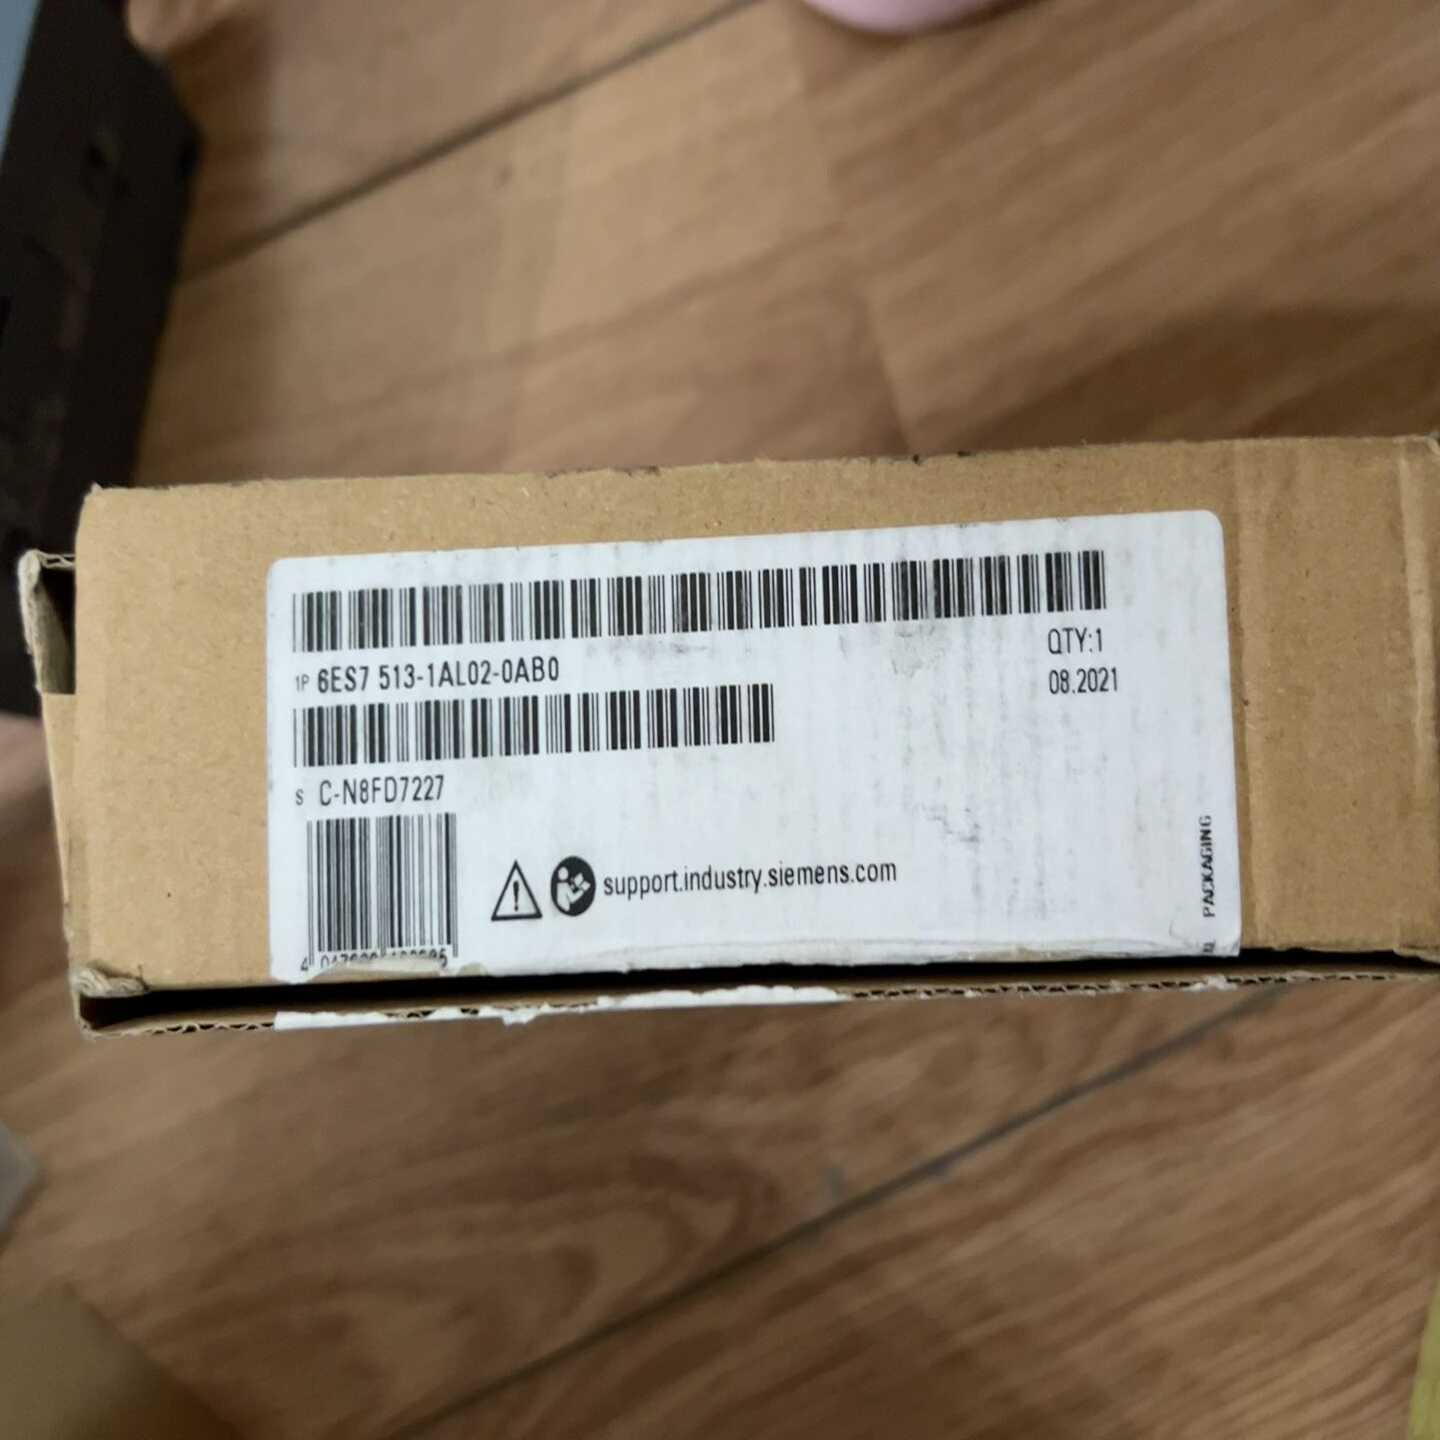 1P 6ES7 513-1AL02-0AB0
QTY:1
08.2021
S C-N8FD7227
support.industry.siemens.com
PACKAGING